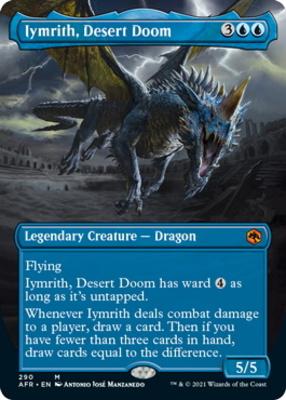 Iymrith, Desert Doom 3
Legendary Creature — Dragon
Flying
Iymrith, Desert Doom has ward 4 as
long as it's untapped.
Whenever Iymrith deals combat damage
to a player, draw a card. Then if you
have fewer than three cards in hand,
draw cards equal to the difference.
5/5
290 M
AFR • EN Antonio José Manzanedo
™ & © 2021 Wizards of the Coast